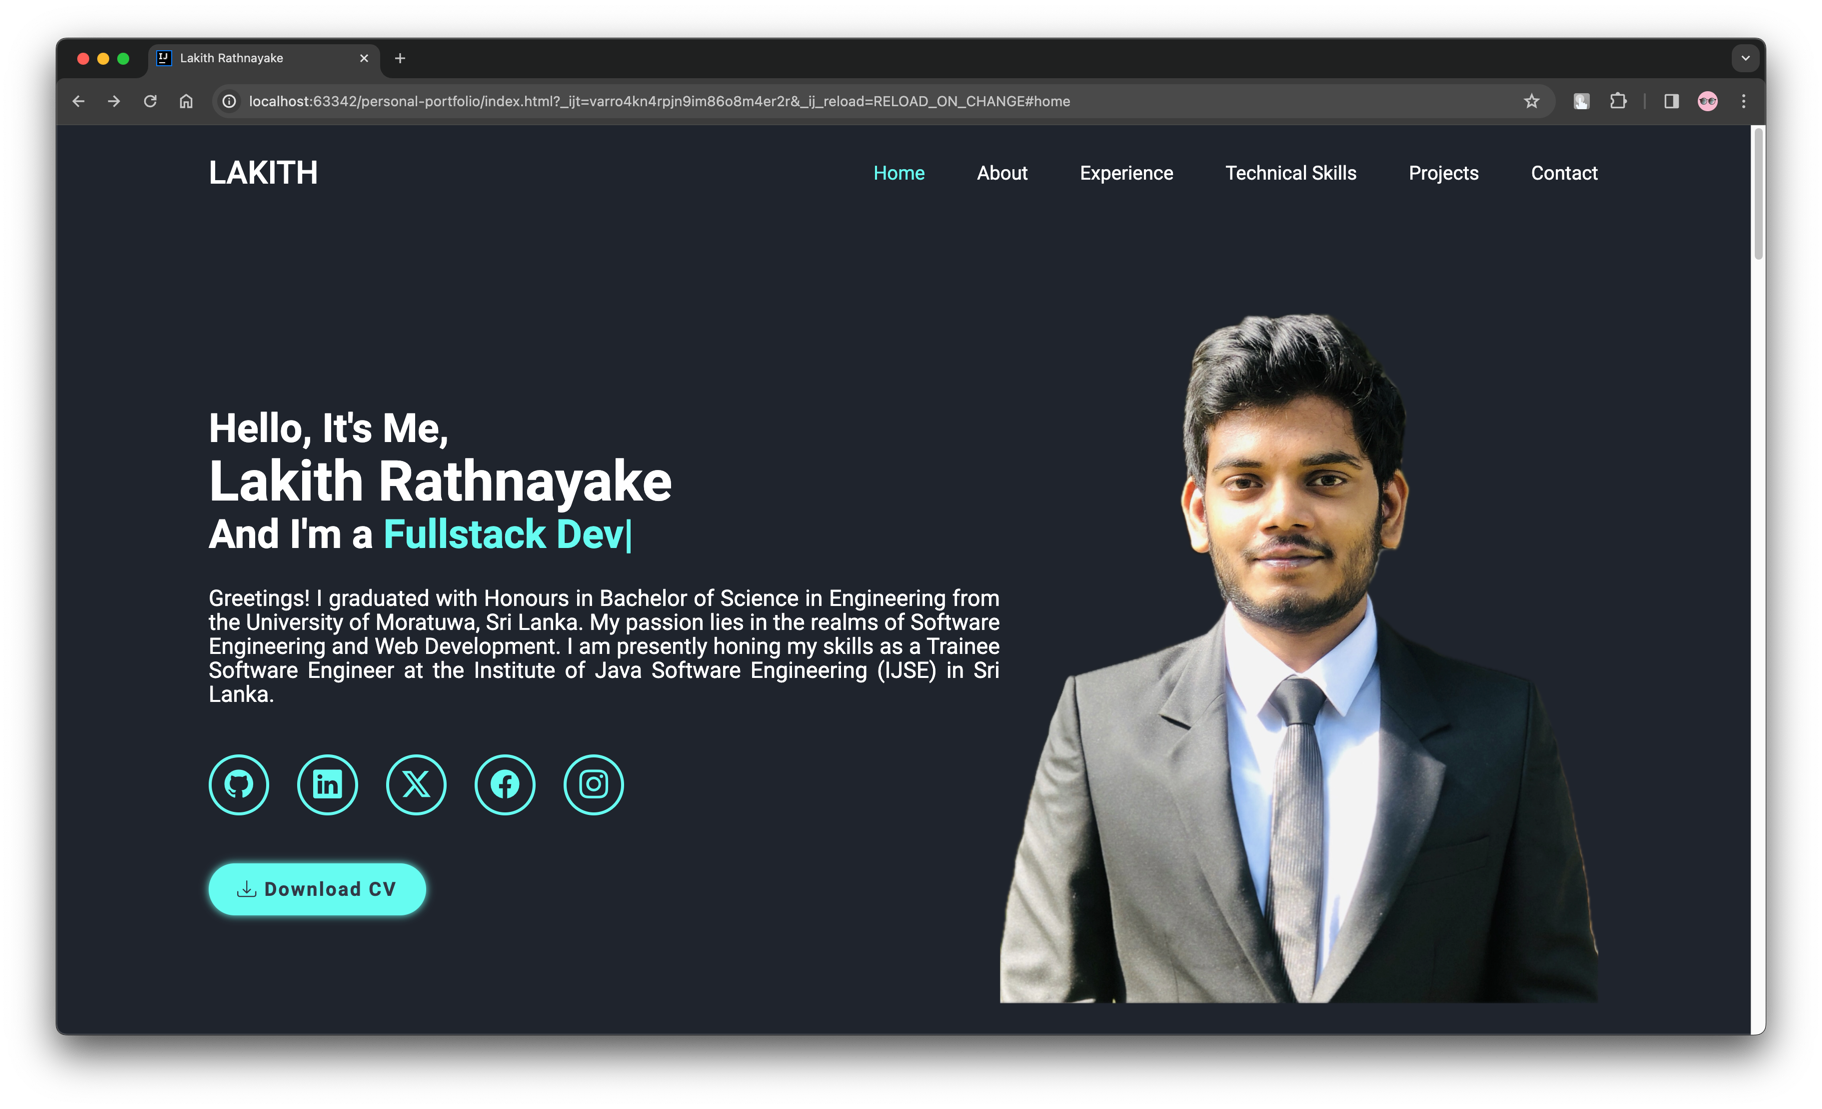 Lakith Rathnayake
localhost:63342/personal-portfolio/index.html?_ijt=varro4kn4rpjn9im86o8m4er2r&_ij_reload=RELOAD_ON_CHANGE#home
LAKITH
Home About Experience Technical Skills Projects Contact
Hello, It's Me,
Lakith Rathnayake
And I'm a Fullstack Dev|
Greetings! I graduated with Honours in Bachelor of Science in Engineering from
the University of Moratuwa, Sri Lanka. My passion lies in the realms of Software
Engineering and Web Development. I am presently honing my skills as a Trainee
Software Engineer at the Institute of Java Software Engineering (IJSE) in Sri
Lanka.
Download CV